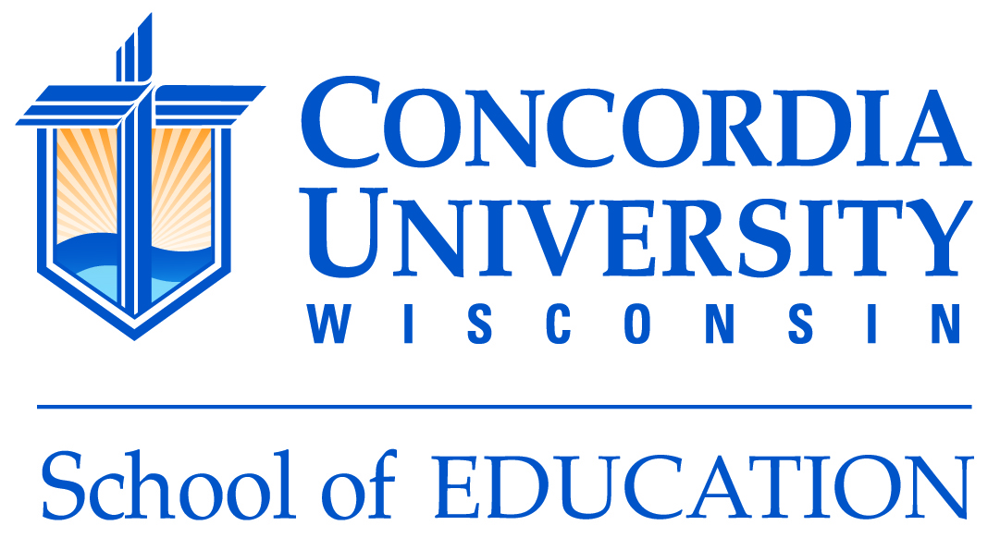 CONCORDIA
UNIVERSITY
WISCONSIN
School of EDUCATION